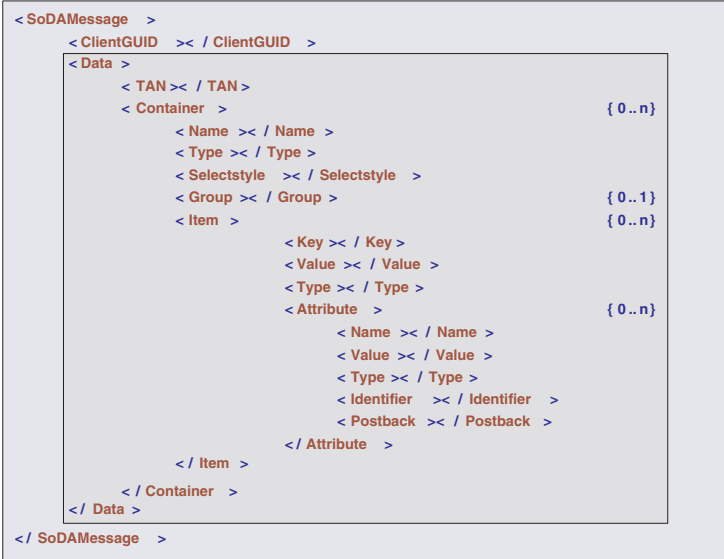 <SoDAMessage>
<ClientGUID></ClientGUID>
<Data>
<TAN></TAN>
<Container> {0..n}
<Name></Name>
<Type></Type>
<Selectstyle></Selectstyle>
<Group></Group> {0..1}
<Item> {0..n}
<Key></Key>
<Value></Value>
<Type></Type>
<Attribute> {0..n}
<Name></Name>
<Value></Value>
<Type></Type>
<Identifier></Identifier>
<Postback></Postback>
</Attribute>
</Item>
</Container>
</Data>
</SoDAMessage>